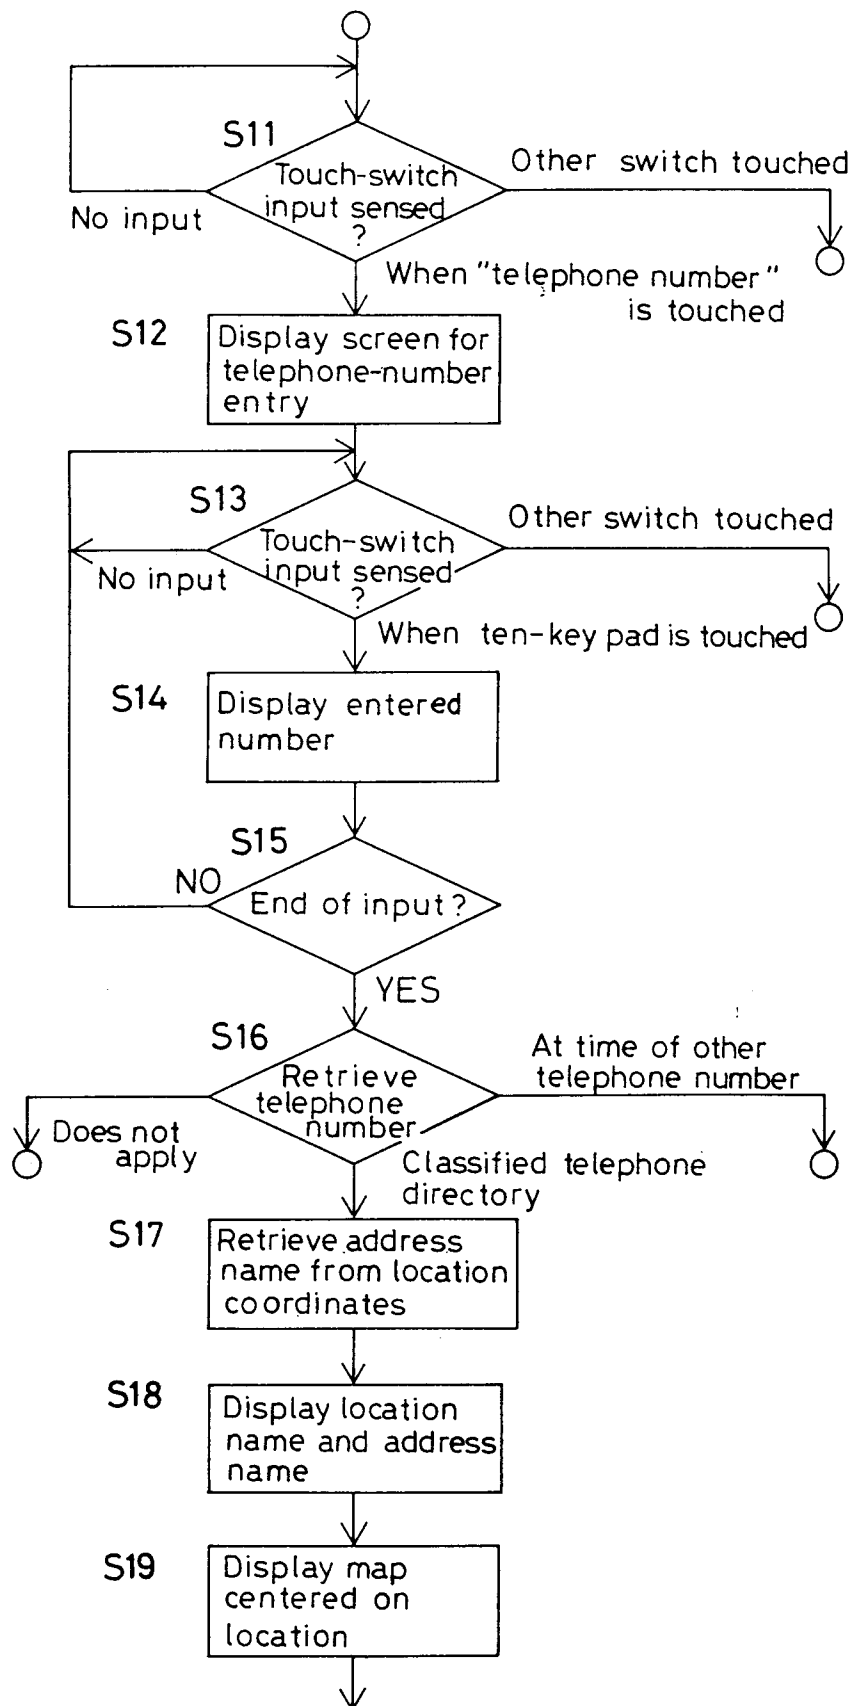 S11
Touch-switch
input sensed
?
Other switch touched
No input
When "telephone number"
is touched
S12
Display screen for
telephone-number
entry
S13
Touch-switch
input sensed
?
Other switch touched
No input
When ten-key pad is touched
S14
Display entered
number
S15
NO
End of input?
YES
S16
Retrieve
telephone
number
At time of other
telephone number
Does not
apply
Classified telephone
directory
S17
Retrieve address
name from location
coordinates
S18
Display location
name and address
name
S19
Display map
centered on
location